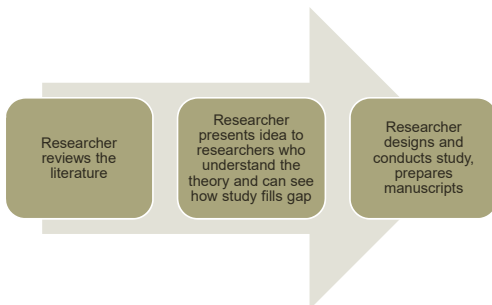 Researcher
reviews the
literature
Researcher
presents idea to
researchers who
understand the
theory and can see
how study fills gap
Researcher
designs and
conducts study,
prepares
manuscripts